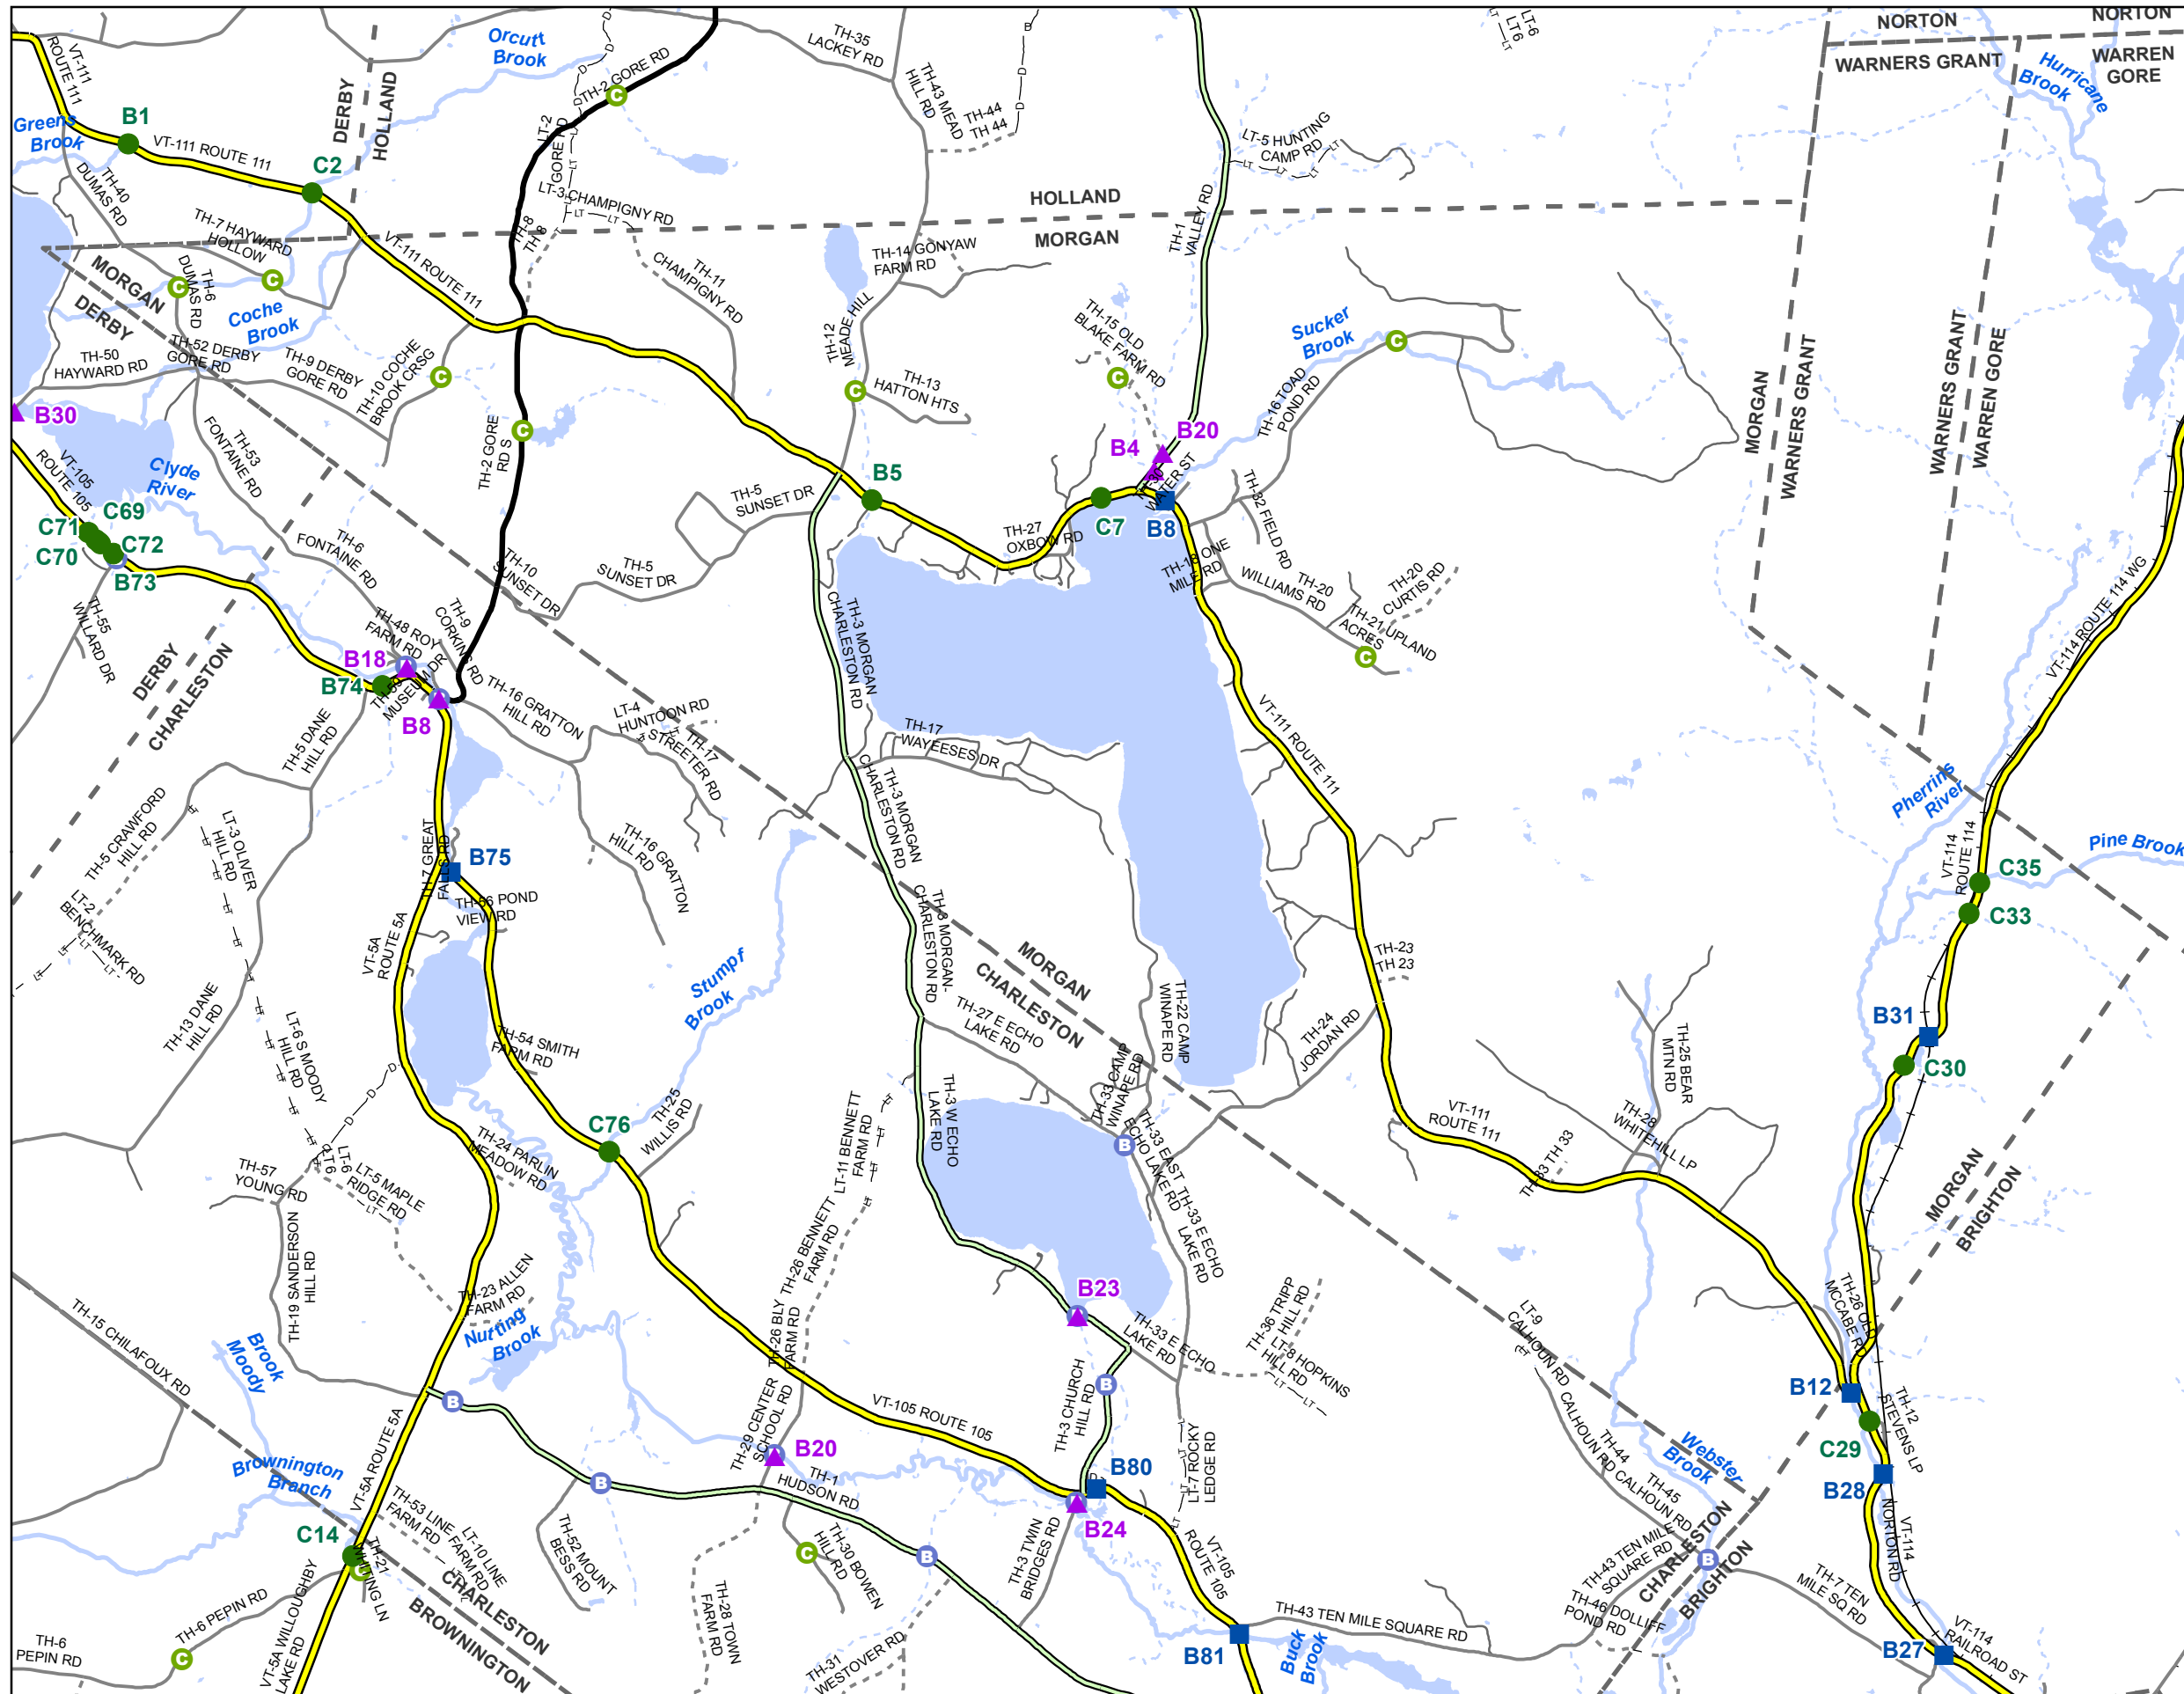 NORTON
NORTON
WARNERS GRANT
WARREN
GORE
Hurricane
Brook
Orcutt
Brook
VT-111
ROUTE 111
Greens
Brook
B1
VT-111 ROUTE 111
C2
DERBY
HOLLAND
TH-2 GORE RD
C
LT-2
GORE RD
TH-35
LACKEY RD
TH-43 MEAD
HILL RD
TH-44
TH 44
LT-6
LT6
LT-5 HUNTING
CAMP RD
TH-40
DUMAS RD
TH-7 HAYWARD
HOLLOW
LT-3 CHAMPIGNY RD
TH-8
TH 8
HOLLAND
MORGAN
TH-1
VALLEY RD
MORGAN
DERBY
TH-6
DUMAS RD
C
C
Coche
Brook
VT-111 ROUTE 111
TH-11
CHAMPIGNY RD
TH-14 GONYAW
FARM RD
TH-12
MEADE HILL
TH-15 OLD
BLAKE FARM RD
C
Sucker
Brook
C
TH-50
HAYWARD RD
TH-52 DERBY
GORE RD
TH-9 DERBY
GORE RD
TH-10 COCHE
BROOK CRSG
C
C
TH-13
HATTON HTS
C
TH-16 TOAD
POND RD
MORGAN
WARNERS GRANT
WARNERS GRANT
WARREN GORE
B30
VT-105
ROUTE 105
Clyde
River
TH-53
FONTAINE RD
TH-2 GORE
RD S
B5
B4
B20
WATER ST
C7
B8
TH-5
SUNSET DR
TH-27
OXBOW RD
TH-32 FIELD RD
C71
C69
C70
C72
B73
TH-6
FONTAINE RD
TH-10
SUNSET DR
TH-5
SUNSET DR
TH-18 ONE
MILE RD
TH-20
WILLIAMS RD
TH-20
CURTIS RD
TH-21 UPLAND
ACRES
C
TH-55
WILLARD DR
DERBY
CHARLESTON
TH-48 ROY
FARM RD
TH-9
CORKINS RD
B18
B74
TH-59
MUSEUM DR
B8
TH-16 GRATTON
HILL RD
LT-4
HUNTOON RD
TH-17
STREETER RD
TH-3 MORGAN
CHARLESTON RD
TH-17
WAYEESES DR
TH-3 MORGAN
CHARLESTON RD
VT-111 ROUTE 111
VT-114 ROUTE 114 WG
Pherrins
River
Pine Brook
TH-5 DANE
HILL RD
TH-5 CRAWFORD
HILL RD
LT-3 OLIVER
HILL RD
LT-2
BENCHMARK RD
TH-7 GREAT
FALLS RD
B75
TH-56 POND
VIEW RD
TH-16 GRATTON
HILL RD
VT-5A
ROUTE 5A
Stumpf
Brook
TH-3 MORGAN-
CHARLESTON RD
MORGAN
CHARLESTON
TH-23
TH 23
VT-114
ROUTE 114
C35
C33
TH-13 DANE
HILL RD
LT-6 S MOODY
HILL RD
TH-54 SMITH
FARM RD
TH-27 E ECHO
LAKE RD
TH-22 CAMP
WINAPE RD
TH-33 CAMP
WINAPE RD
B
TH-24
JORDAN RD
TH-25 BEAR
MTN RD
B31
C30
C76
TH-25
WILLIS RD
TH-24 PARLIN
MEADOW RD
LT-11 BENNETT
FARM RD
TH-3 W ECHO
LAKE RD
TH-33 EAST
ECHO LAKE RD
VT-111
ROUTE 111
TH-33 TH 33
TH-28
WHITEHILL LP
TH-57
YOUNG RD
LT-6
LT6
LT-5 MAPLE
RIDGE RD
TH-26 BENNETT
FARM RD
TH-33 E ECHO
LAKE RD
MORGAN
BRIGHTON
TH-19 SANDERSON
HILL RD
TH-23 ALLEN
FARM RD
Nutting
Brook
TH-15 CHILAFOUX RD
Moody
Brook
TH-26 BLY
FARM RD
B23
TH-33 E ECHO
LAKE RD
TH-36 TRIPP
HILL RD
LT-8 HOPKINS
HILL RD
LT-9
CALHOUN RD
TH-26 OLD
MCCABE RD
B12
C29
TH-12
STEVENS LP
B
VT-105 ROUTE 105
TH-3 CHURCH
HILL RD
B
TH-29 CENTER
SCHOOL RD
B20
TH-44
CALHOUN RD
Webster
Brook
B28
Brownington
Branch
VT-5A ROUTE 5A
B
TH-1
HUDSON RD
B80
B24
LT-7 ROCKY
LEDGE RD
TH-45
CALHOUN RD
C14
TH-53 LINE
FARM RD
LT-10 LINE
FARM RD
TH-21
WHITING LN
TH-52 MOUNT
BESS RD
C
TH-30 BOWEN
HILL RD
B
TH-3 TWIN
BRIDGES RD
VT-105
ROUTE 105
TH-43 TEN MILE
SQUARE RD
CHARLESTON
BRIGHTON
B
VT-114
NORTON RD
CHARLESTON
BROWNINGTON
TH-6 PEPIN RD
C
TH-6
PEPIN RD
VT-5A WILLOUGHBY
LAKE RD
TH-28 TOWN
FARM RD
TH-31
WESTOVER RD
B81
Buck
Brook
TH-43 TEN MILE SQUARE RD
TH-46 DOLLIFF
POND RD
TH-7 TEN
MILE SQ RD
B27
VT-114
RAILROAD ST